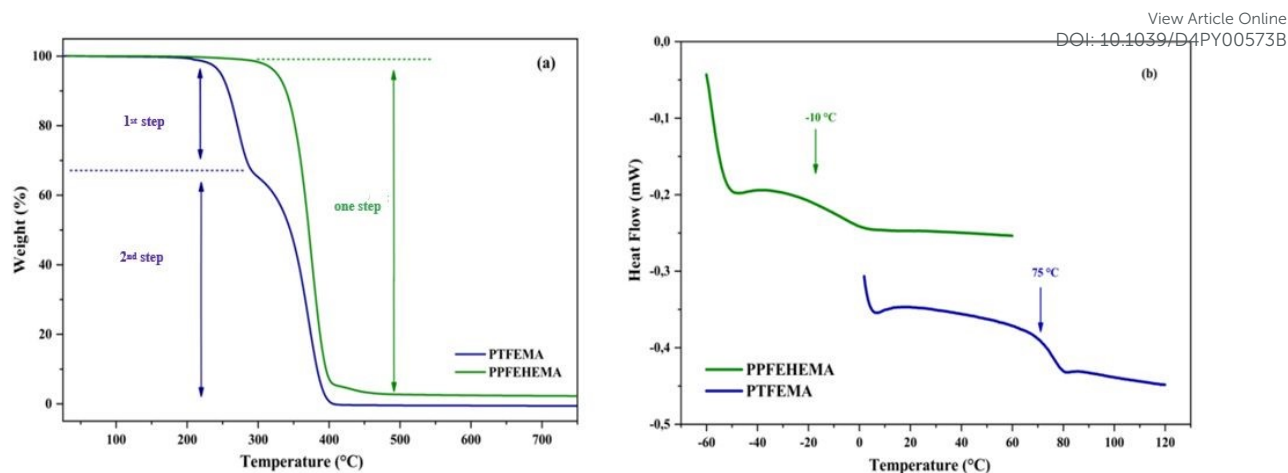 View Article Online
DOI: 10.1039/D4PY00573B
(a)
100
80
60
40
20
0
Weight (%)
1st step
2nd step
one step
PTFEMA
PPFEHEMA
100 200 300 400 500 600 700
Temperature (°C)
(b)
0,0
-0,1
-0,2
-0,3
-0,4
-0,5
Heat Flow (mW)
-10 °C
75 °C
PPFEHEMA
PTFEMA
-60 -40 -20 0 20 40 60 80 100 120
Temperature (°C)